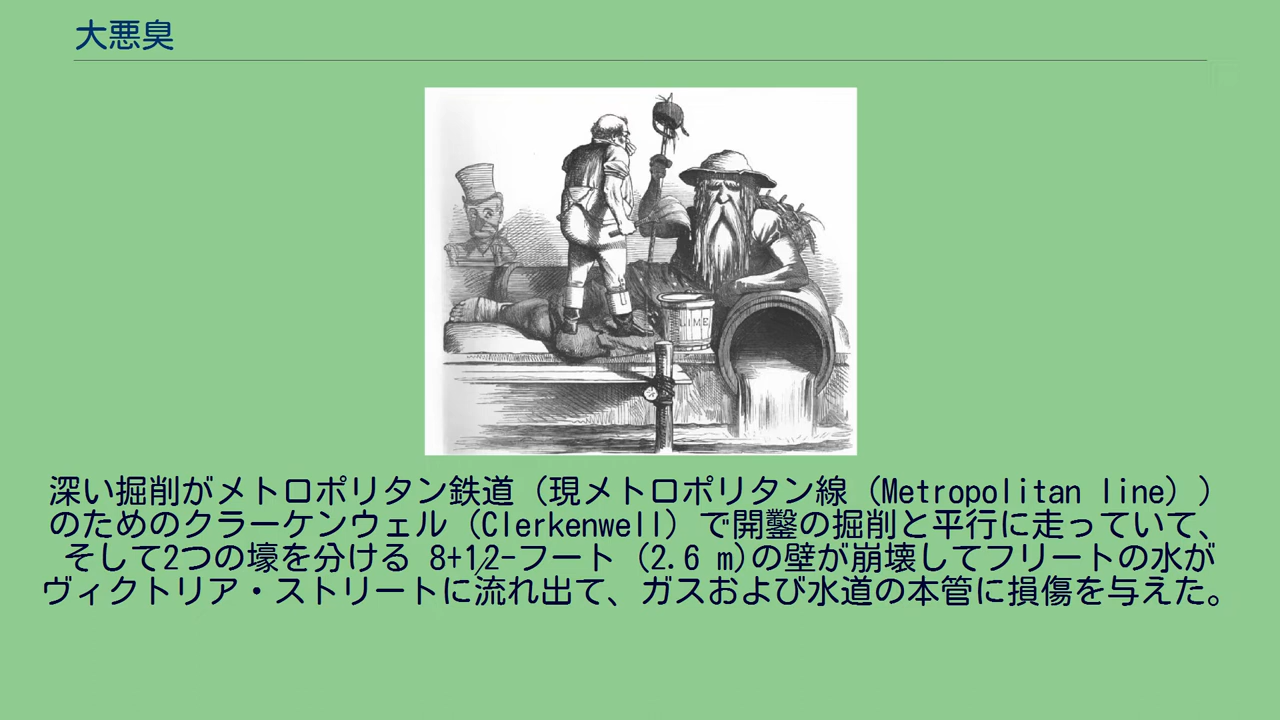 大悪臭
LIME
深い掘削がメトロポリタン鉄道（現メトロポリタン線（Metropolitan line））
のためのクラーケンウェル（Clerkenwell）で開鑿の掘削と平行に走っていて、
そして2つの壕を分ける 8+1⁄2-フート（2.6 m)の壁が崩壊してフリートの水が
ヴィクトリア・ストリートに流れ出て、ガスおよび水道の本管に損傷を与えた。